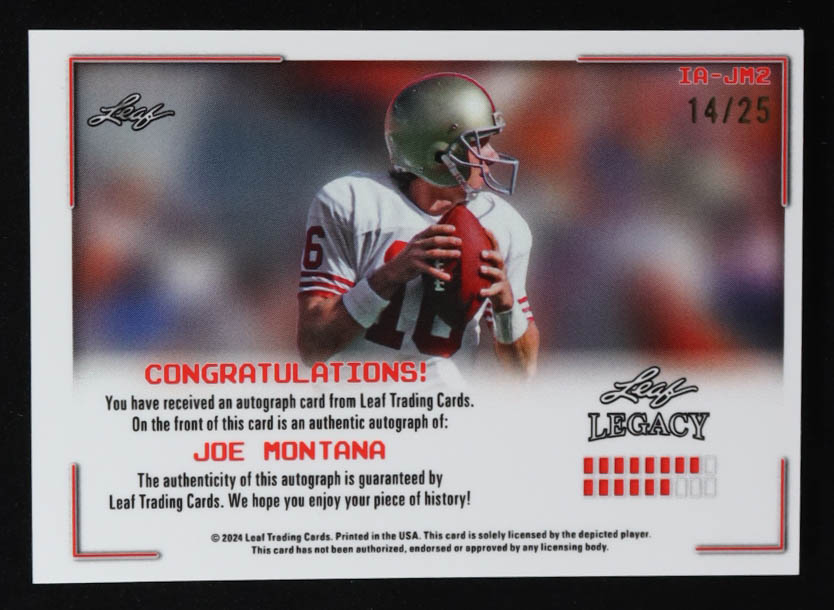 Leaf
IA-JM2
14/25
6
16
CONGRATULATIONS!
You have received an autograph card from Leaf Trading Cards.
On the front of this card is an authentic autograph of:
JOE MONTANA
The authenticity of this autograph is guaranteed by
Leaf Trading Cards. We hope you enjoy your piece of history!
Leaf
LEGACY
© 2024 Leaf Trading Cards. Printed in the USA. This card is solely licensed by the depicted player.
This card has not been authorized, endorsed or approved by any licensing body.